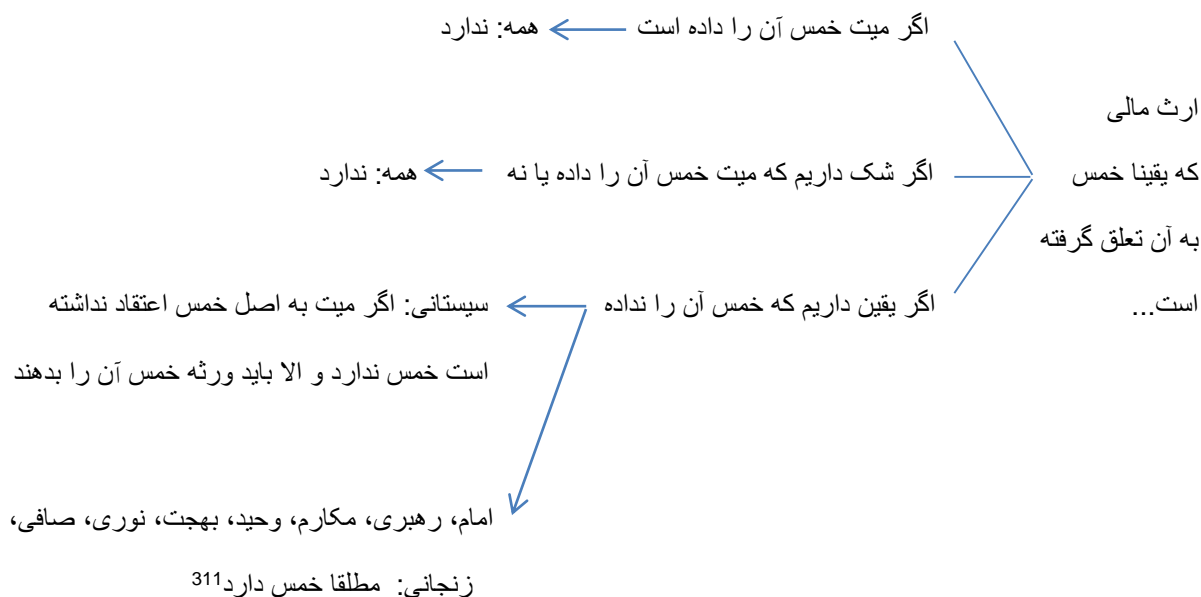 اگر میت خمس آن را داده است
همه: ندارد
ارث مالی
که یقینا خمس
به آن تعلق گرفته
است...
اگر شک داریم که میت خمس آن را داده یا نه
همه: ندارد
اگر یقین داریم که خمس آن را نداده
سیستانی: اگر میت به اصل خمس اعتقاد نداشته
است خمس ندارد و الا باید ورثه خمس آن را بدهند
امام، رهبری، مکارم، وحید، بهجت، نوری، صافی،
زنجانی: مطلقا خمس دارد311